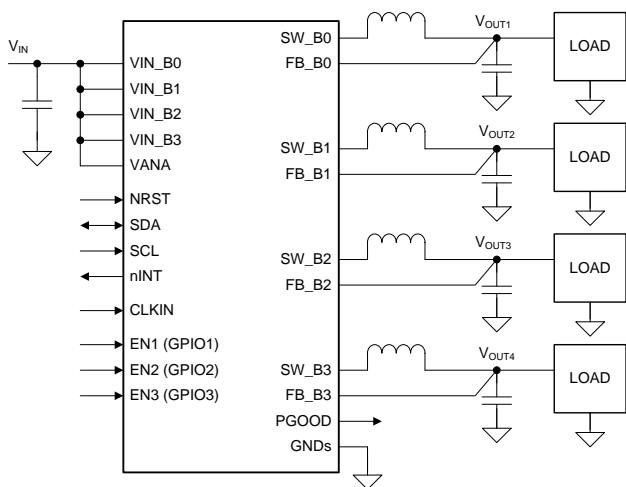 V_IN
VIN_B0
VIN_B1
VIN_B2
VIN_B3
VANA
NRST
SDA
SCL
nINT
CLKIN
EN1 (GPIO1)
EN2 (GPIO2)
EN3 (GPIO3)
SW_B0
FB_B0
V_OUT1
LOAD
SW_B1
FB_B1
V_OUT2
LOAD
SW_B2
FB_B2
V_OUT3
LOAD
SW_B3
FB_B3
V_OUT4
LOAD
PGOOD
GNDs